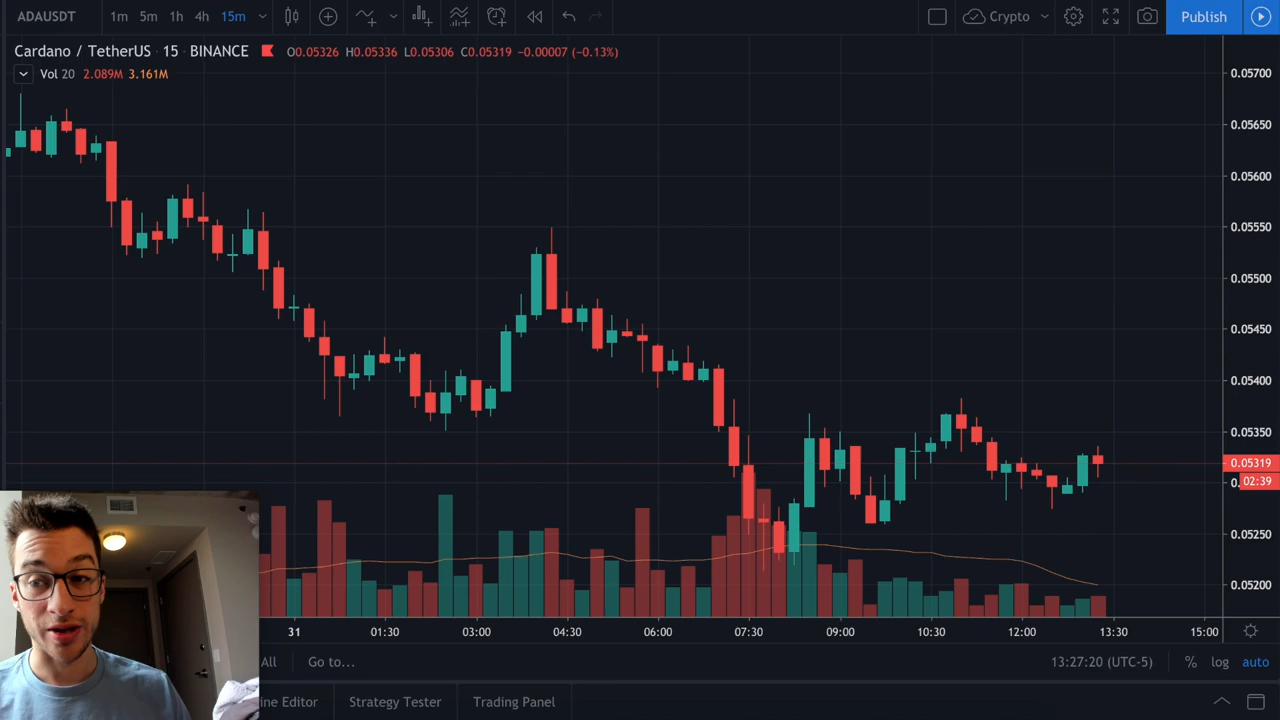 ADAUSDT 1m 5m 1h 4h 15m Crypto Publish
Cardano / TetherUS · 15 · BINANCE O0.05326 H0.05336 L0.05306 C0.05319 −0.00007 (−0.13%)
Vol 20 2.089M 3.161M
0.05700
0.05650
0.05600
0.05550
0.05500
0.05450
0.05400
0.05350
0.05319
02:39
0.05250
0.05200
31 01:30 03:00 04:30 06:00 07:30 09:00 10:30 12:00 13:30 15:00
All Go to... 13:27:20 (UTC-5) % log auto
ine Editor Strategy Tester Trading Panel